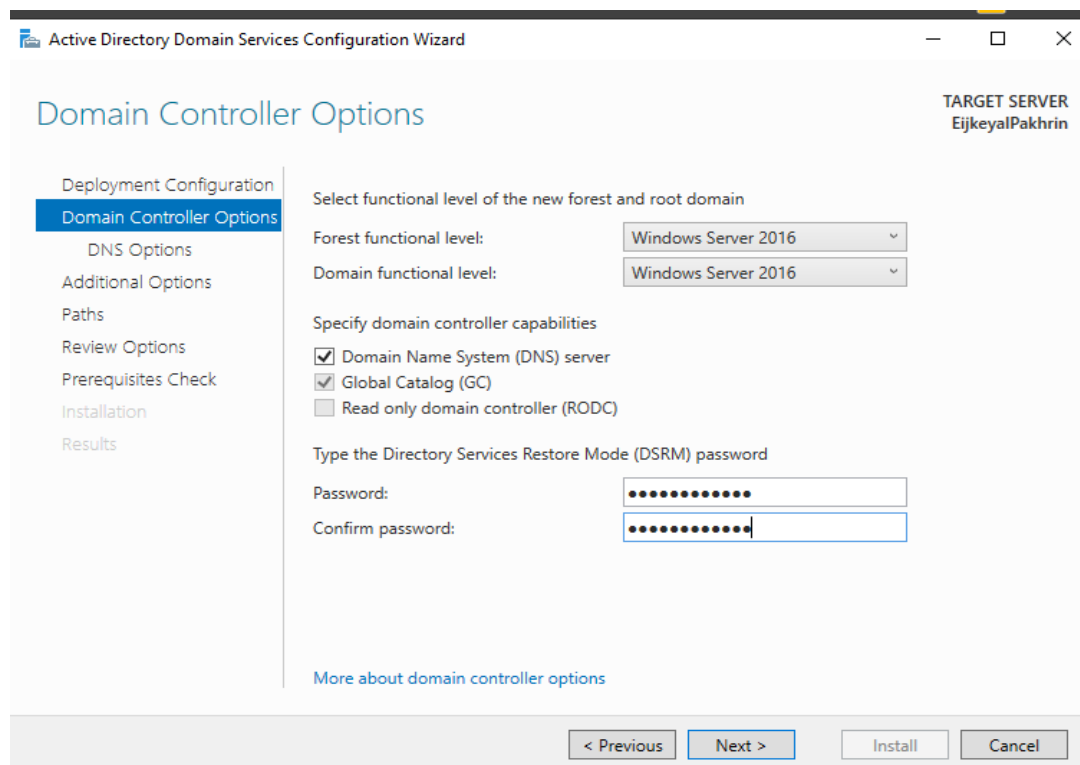 Active Directory Domain Services Configuration Wizard
Domain Controller Options
TARGET SERVER
EijkeyalPakhrin
Deployment Configuration
Domain Controller Options
DNS Options
Additional Options
Paths
Review Options
Prerequisites Check
Installation
Results
Select functional level of the new forest and root domain
Forest functional level: Windows Server 2016
Domain functional level: Windows Server 2016
Specify domain controller capabilities
Domain Name System (DNS) server
Global Catalog (GC)
Read only domain controller (RODC)
Type the Directory Services Restore Mode (DSRM) password
Password: ●●●●●●●●●●●●
Confirm password: ●●●●●●●●●●●●
More about domain controller options
< Previous Next > Install Cancel